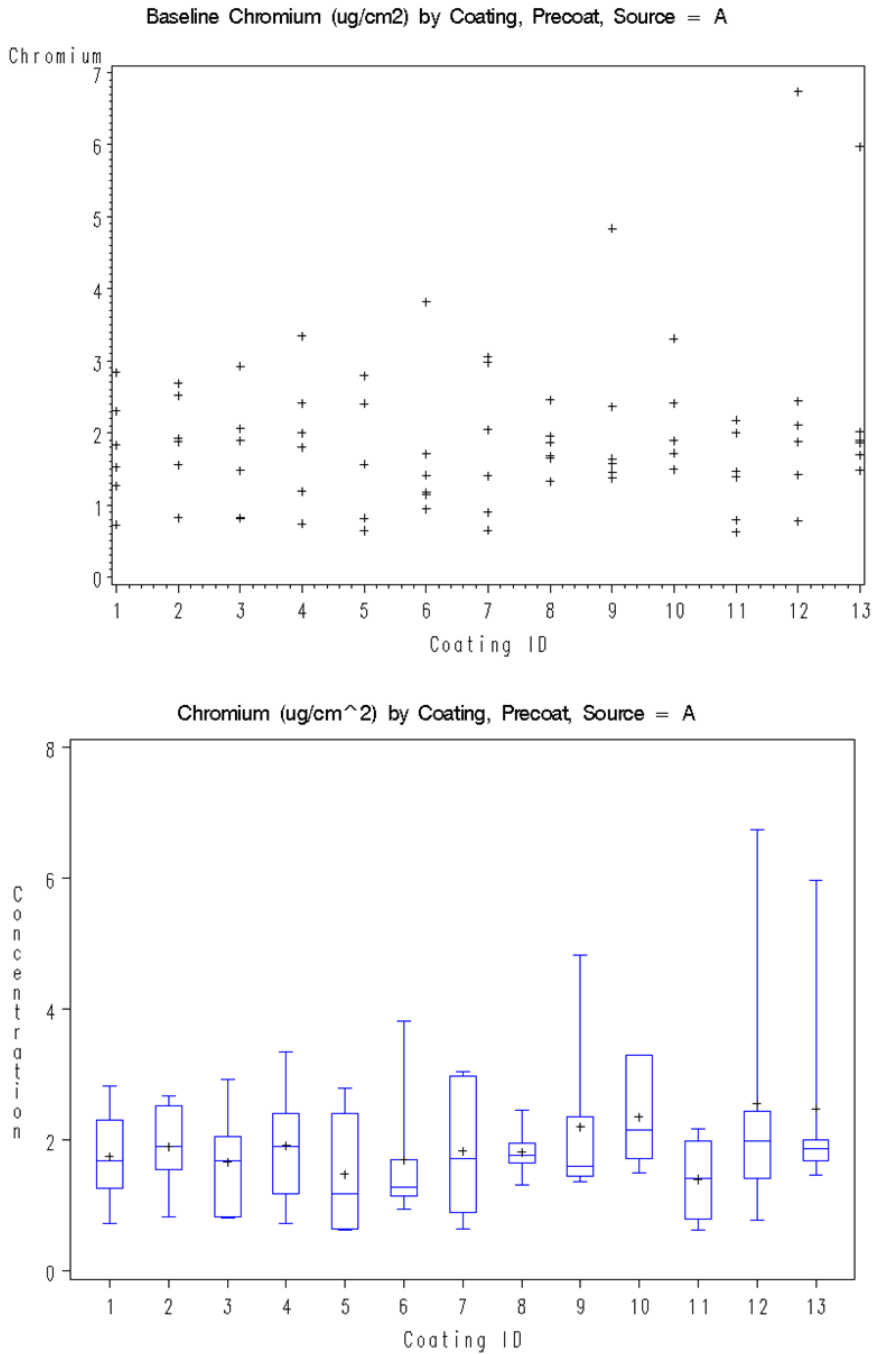 Baseline Chromium (ug/cm2) by Coating, Precoat, Source = A
Chromium
7
6
5
4
3
2
1
0
1 2 3 4 5 6 7 8 9 10 11 12 13
Coating ID
Chromium (ug/cm^2) by Coating, Precoat, Source = A
8
6
4
2
0
Concentration
1 2 3 4 5 6 7 8 9 10 11 12 13
Coating ID